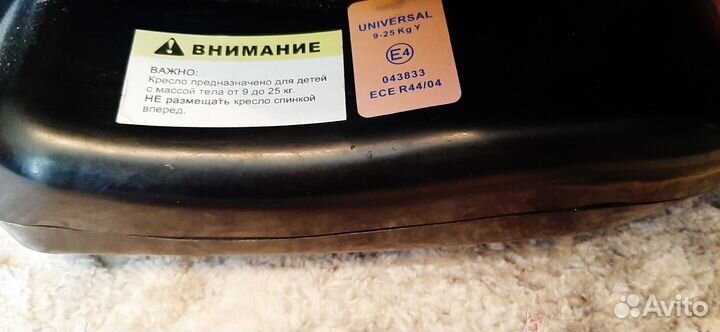 ВНИМАНИЕ
ВАЖНО:
Кресло предназначено для детей
с массой тела от 9 до 25 кг.
НЕ размещать кресло спинкой
вперед.
UNIVERSAL
9-25 Kg Y
E4
043833
ECE R44/04
Avito